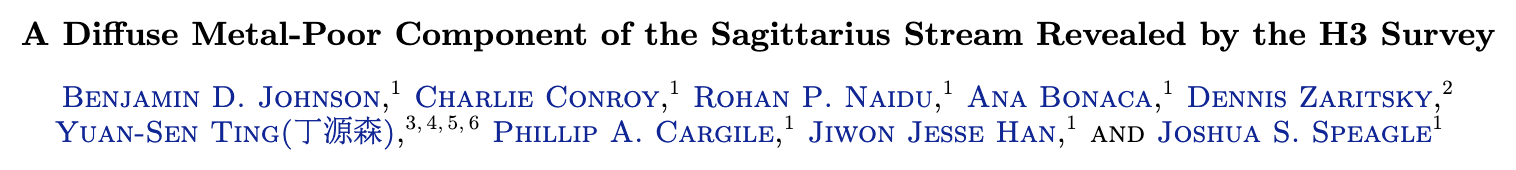 A Diffuse Metal-Poor Component of the Sagittarius Stream Revealed by the H3 Survey
Benjamin D. Johnson,1 Charlie Conroy,1 Rohan P. Naidu,1 Ana Bonaca,1 Dennis Zaritsky,2
Yuan-Sen Ting(丁源森),3,4,5,6 Phillip A. Cargile,1 Jiwon Jesse Han,1 and Joshua S. Speagle1